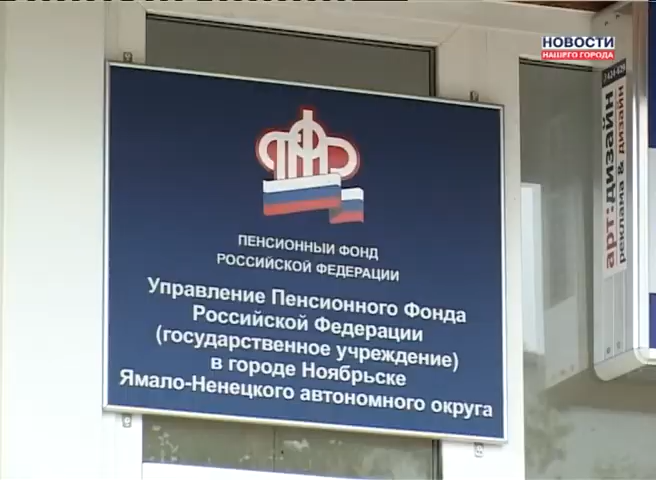 НОВОСТИ
НАШЕГО ГОРОДА
ПЕНСИОННЫЙ ФОНД
РОССИЙСКОЙ ФЕДЕРАЦИИ
Управление Пенсионного Фонда
Российской Федерации
(государственное учреждение)
в городе Ноябрьске
Ямало-Ненецкого автономного округа
арт:дизайн
реклама & дизайн